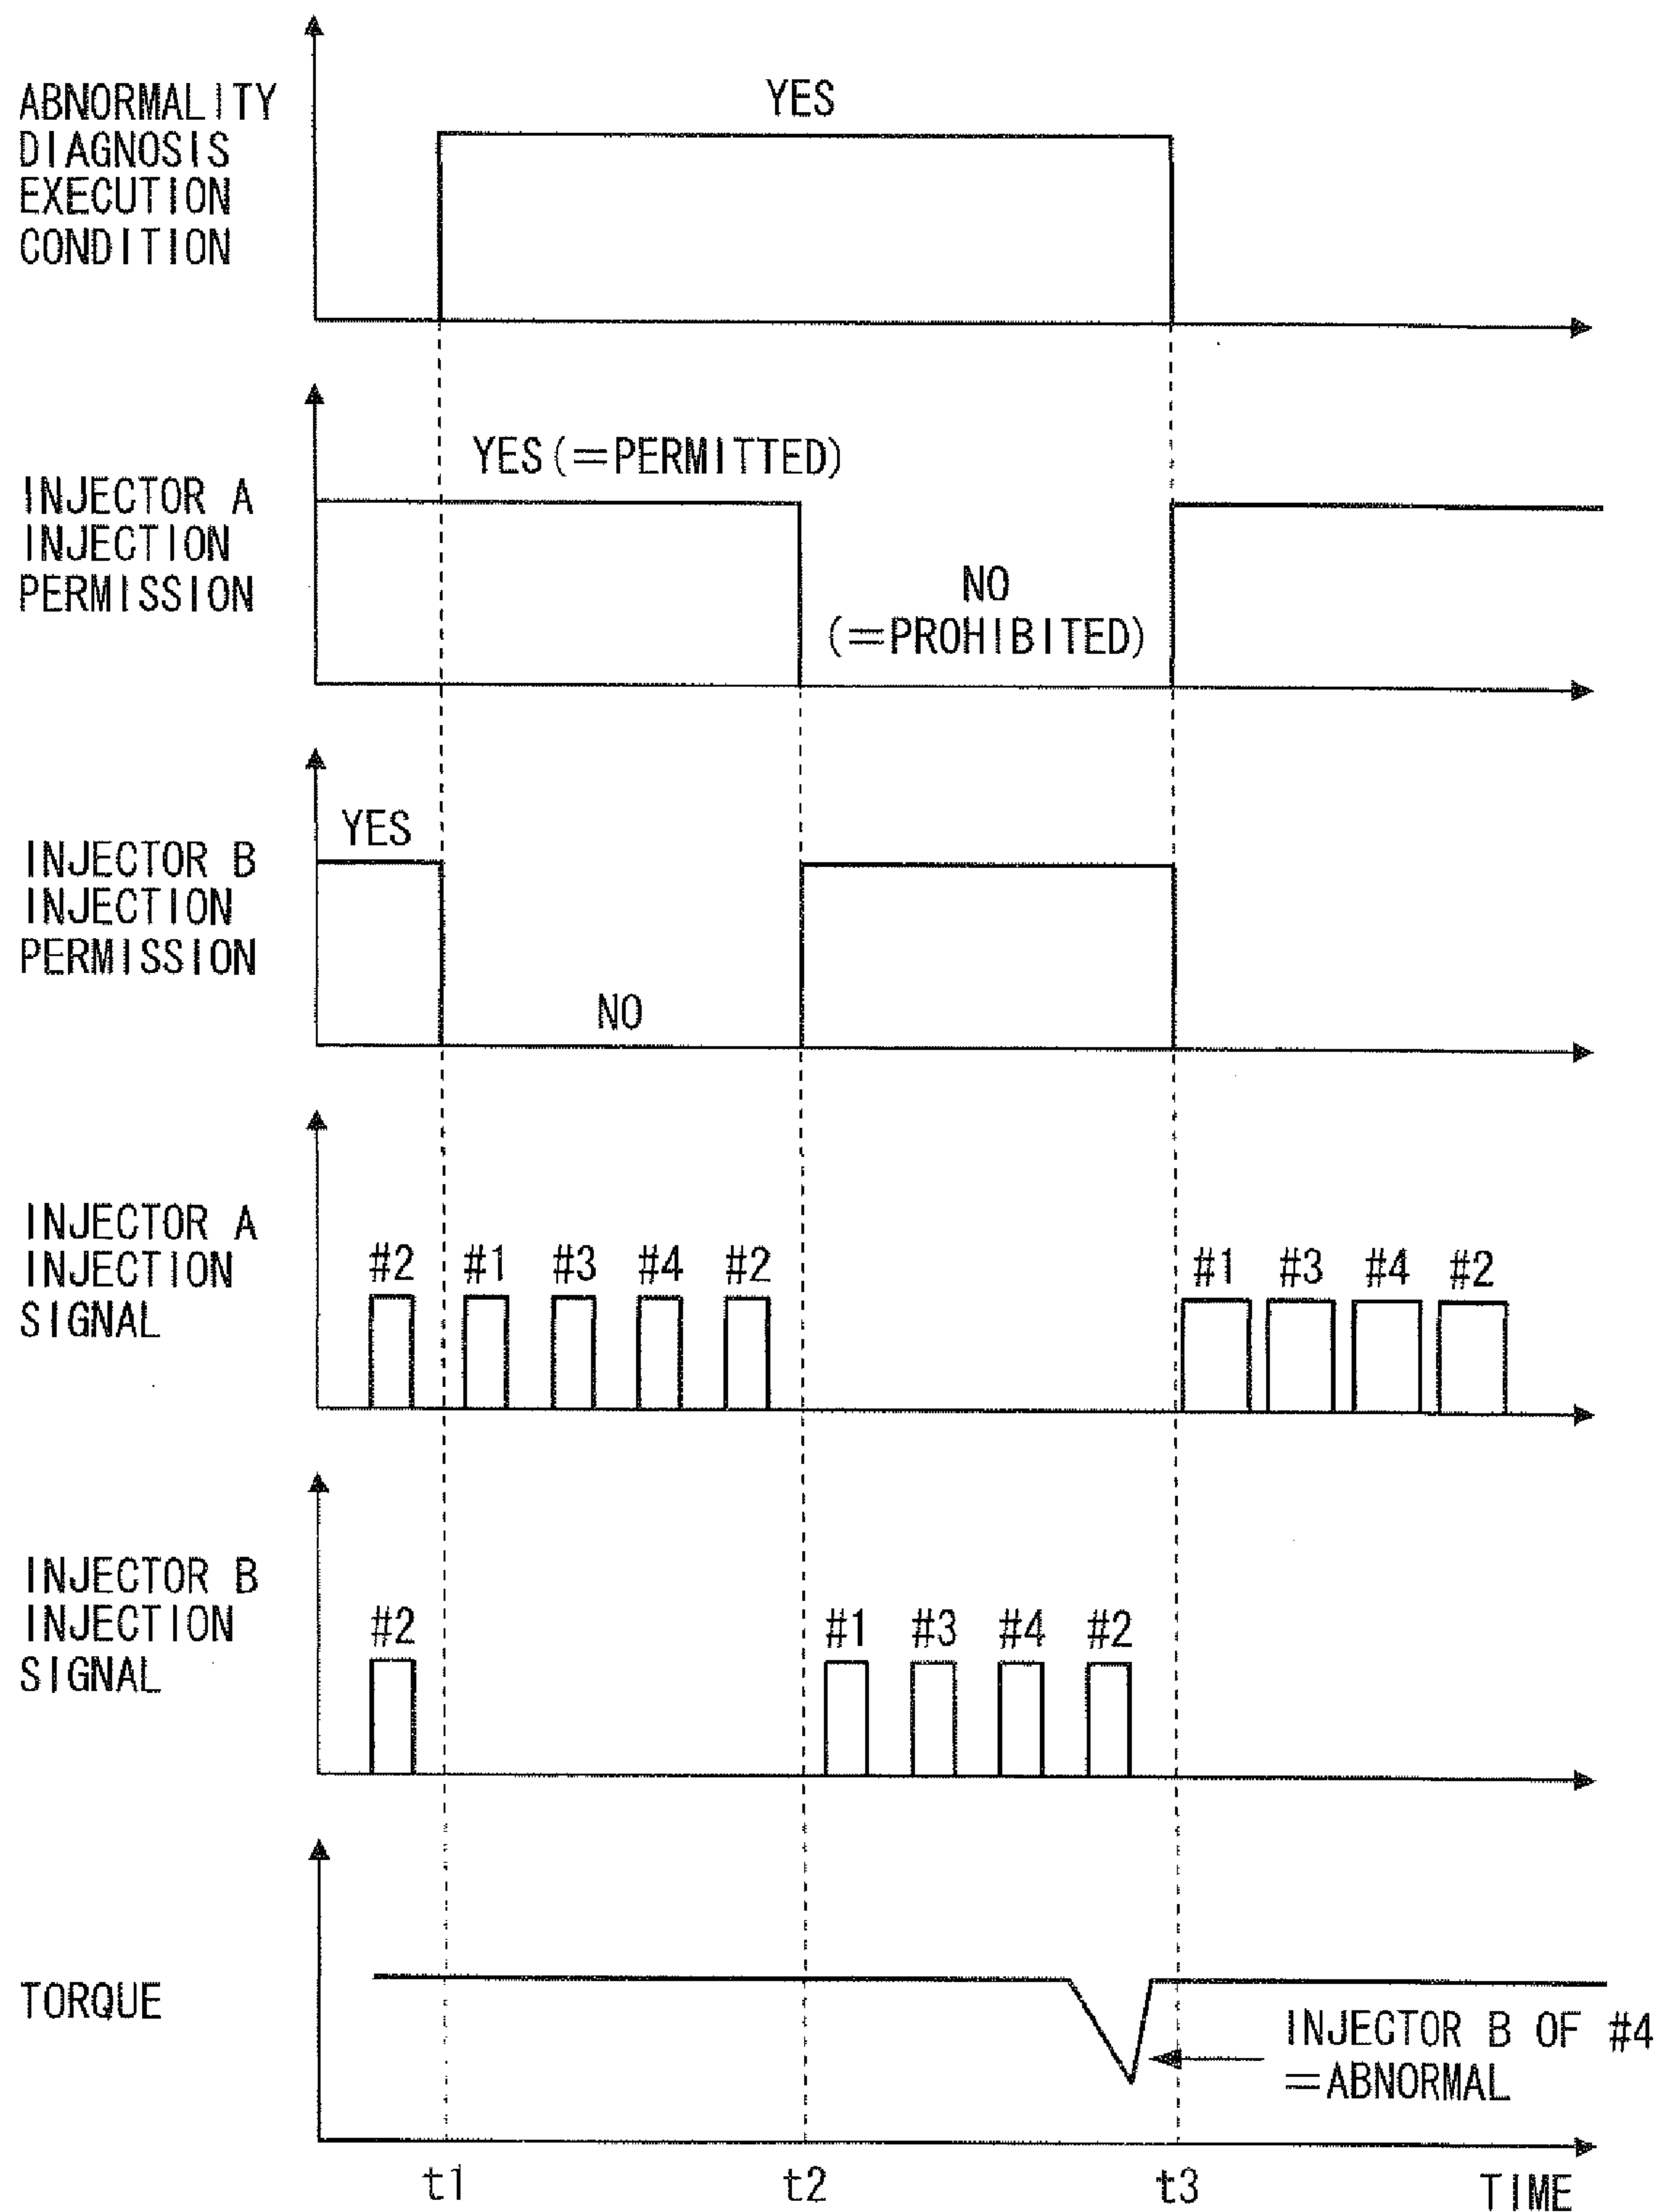 ABNORMALITY
DIAGNOSIS
EXECUTION
CONDITION
YES
INJECTOR A
INJECTION
PERMISSION
YES(=PERMITTED)
NO
(=PROHIBITED)
INJECTOR B
INJECTION
PERMISSION
YES
NO
INJECTOR A
INJECTION
SIGNAL
#2 #1 #3 #4 #2 #1 #3 #4 #2
INJECTOR B
INJECTION
SIGNAL
#2 #1 #3 #4 #2
TORQUE
INJECTOR B OF #4
=ABNORMAL
t1 t2 t3 TIME